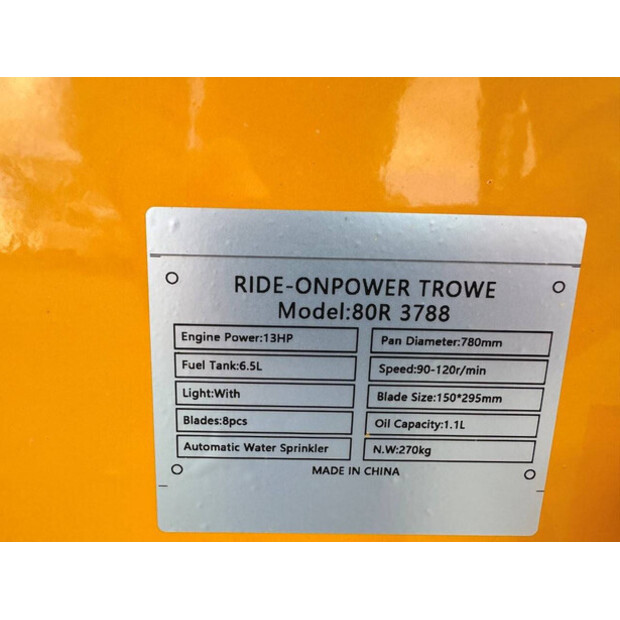 RIDE-ONPOWER TROWE
Model:80R 3788
Engine Power:13HP
Pan Diameter:780mm
Fuel Tank:6.5L
Speed:90-120r/min
Light:With
Blade Size:150*295mm
Blades:8pcs
Oil Capacity:1.1L
Automatic Water Sprinkler
N.W:270kg
MADE IN CHINA